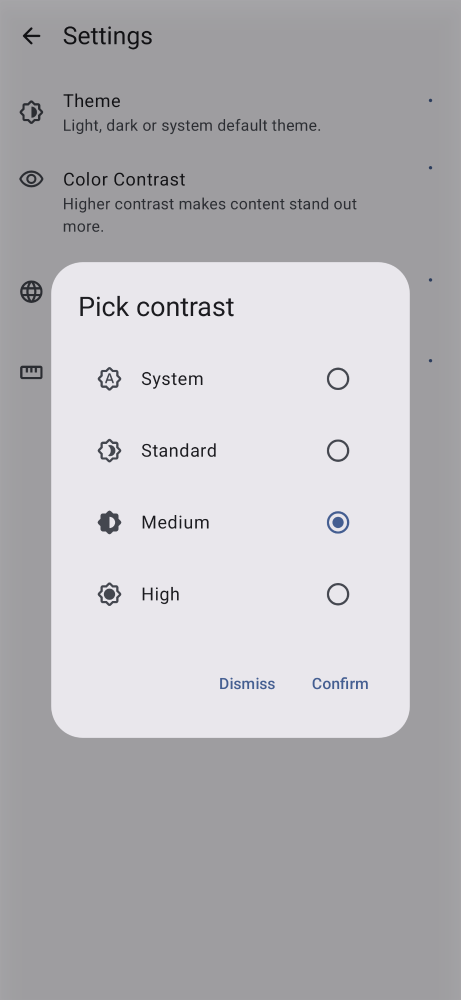 Settings
Theme
Light, dark or system default theme.
Color Contrast
Higher contrast makes content stand out
more.
Pick contrast
System
Standard
Medium
High
Dismiss
Confirm